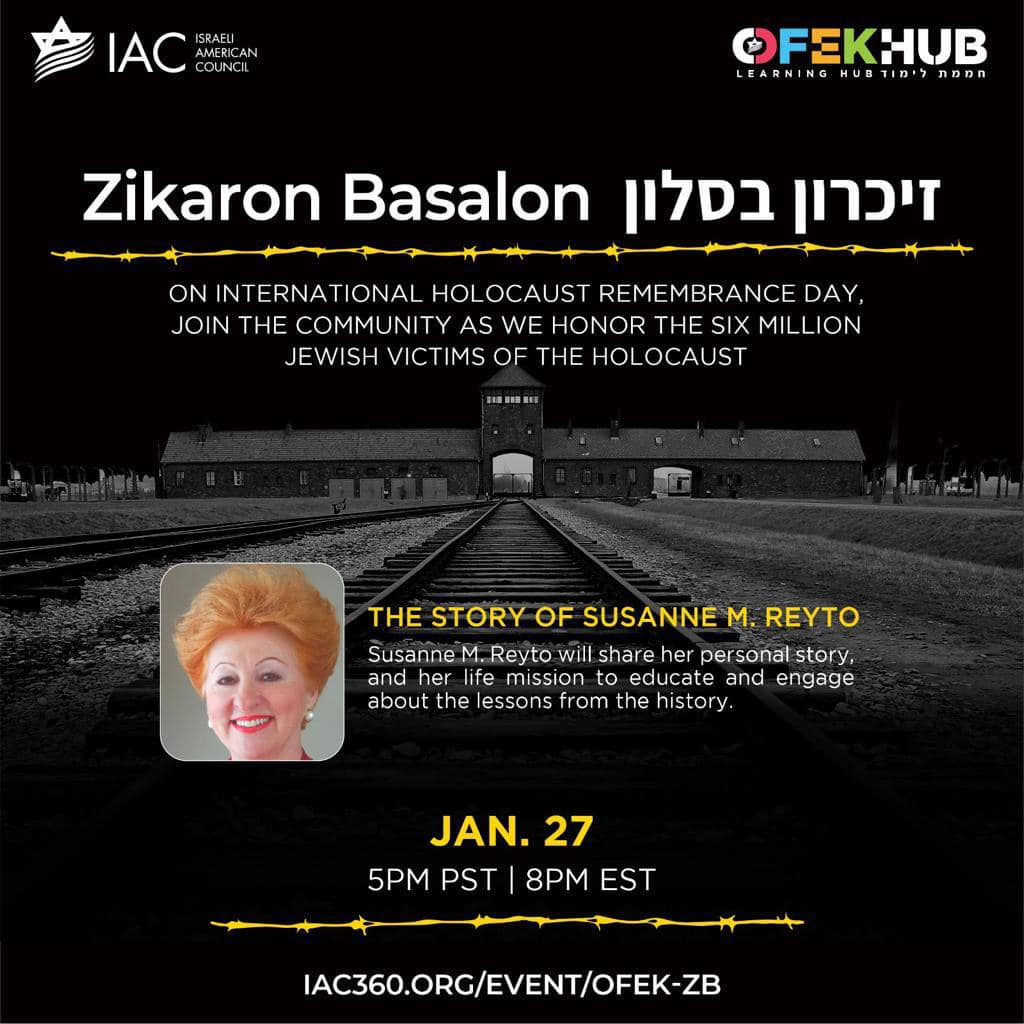 IAC ISRAELI
AMERICAN
COUNCIL
OFEKHUB
LEARNING HUB חממת לימוד
Zikaron Basalon זיכרון בסלון
ON INTERNATIONAL HOLOCAUST REMEMBRANCE DAY,
JOIN THE COMMUNITY AS WE HONOR THE SIX MILLION
JEWISH VICTIMS OF THE HOLOCAUST
THE STORY OF SUSANNE M. REYTO
Susanne M. Reyto will share her personal story,
and her life mission to educate and engage
about the lessons from the history.
JAN. 27
5PM PST | 8PM EST
IAC360.ORG/EVENT/OFEK-ZB